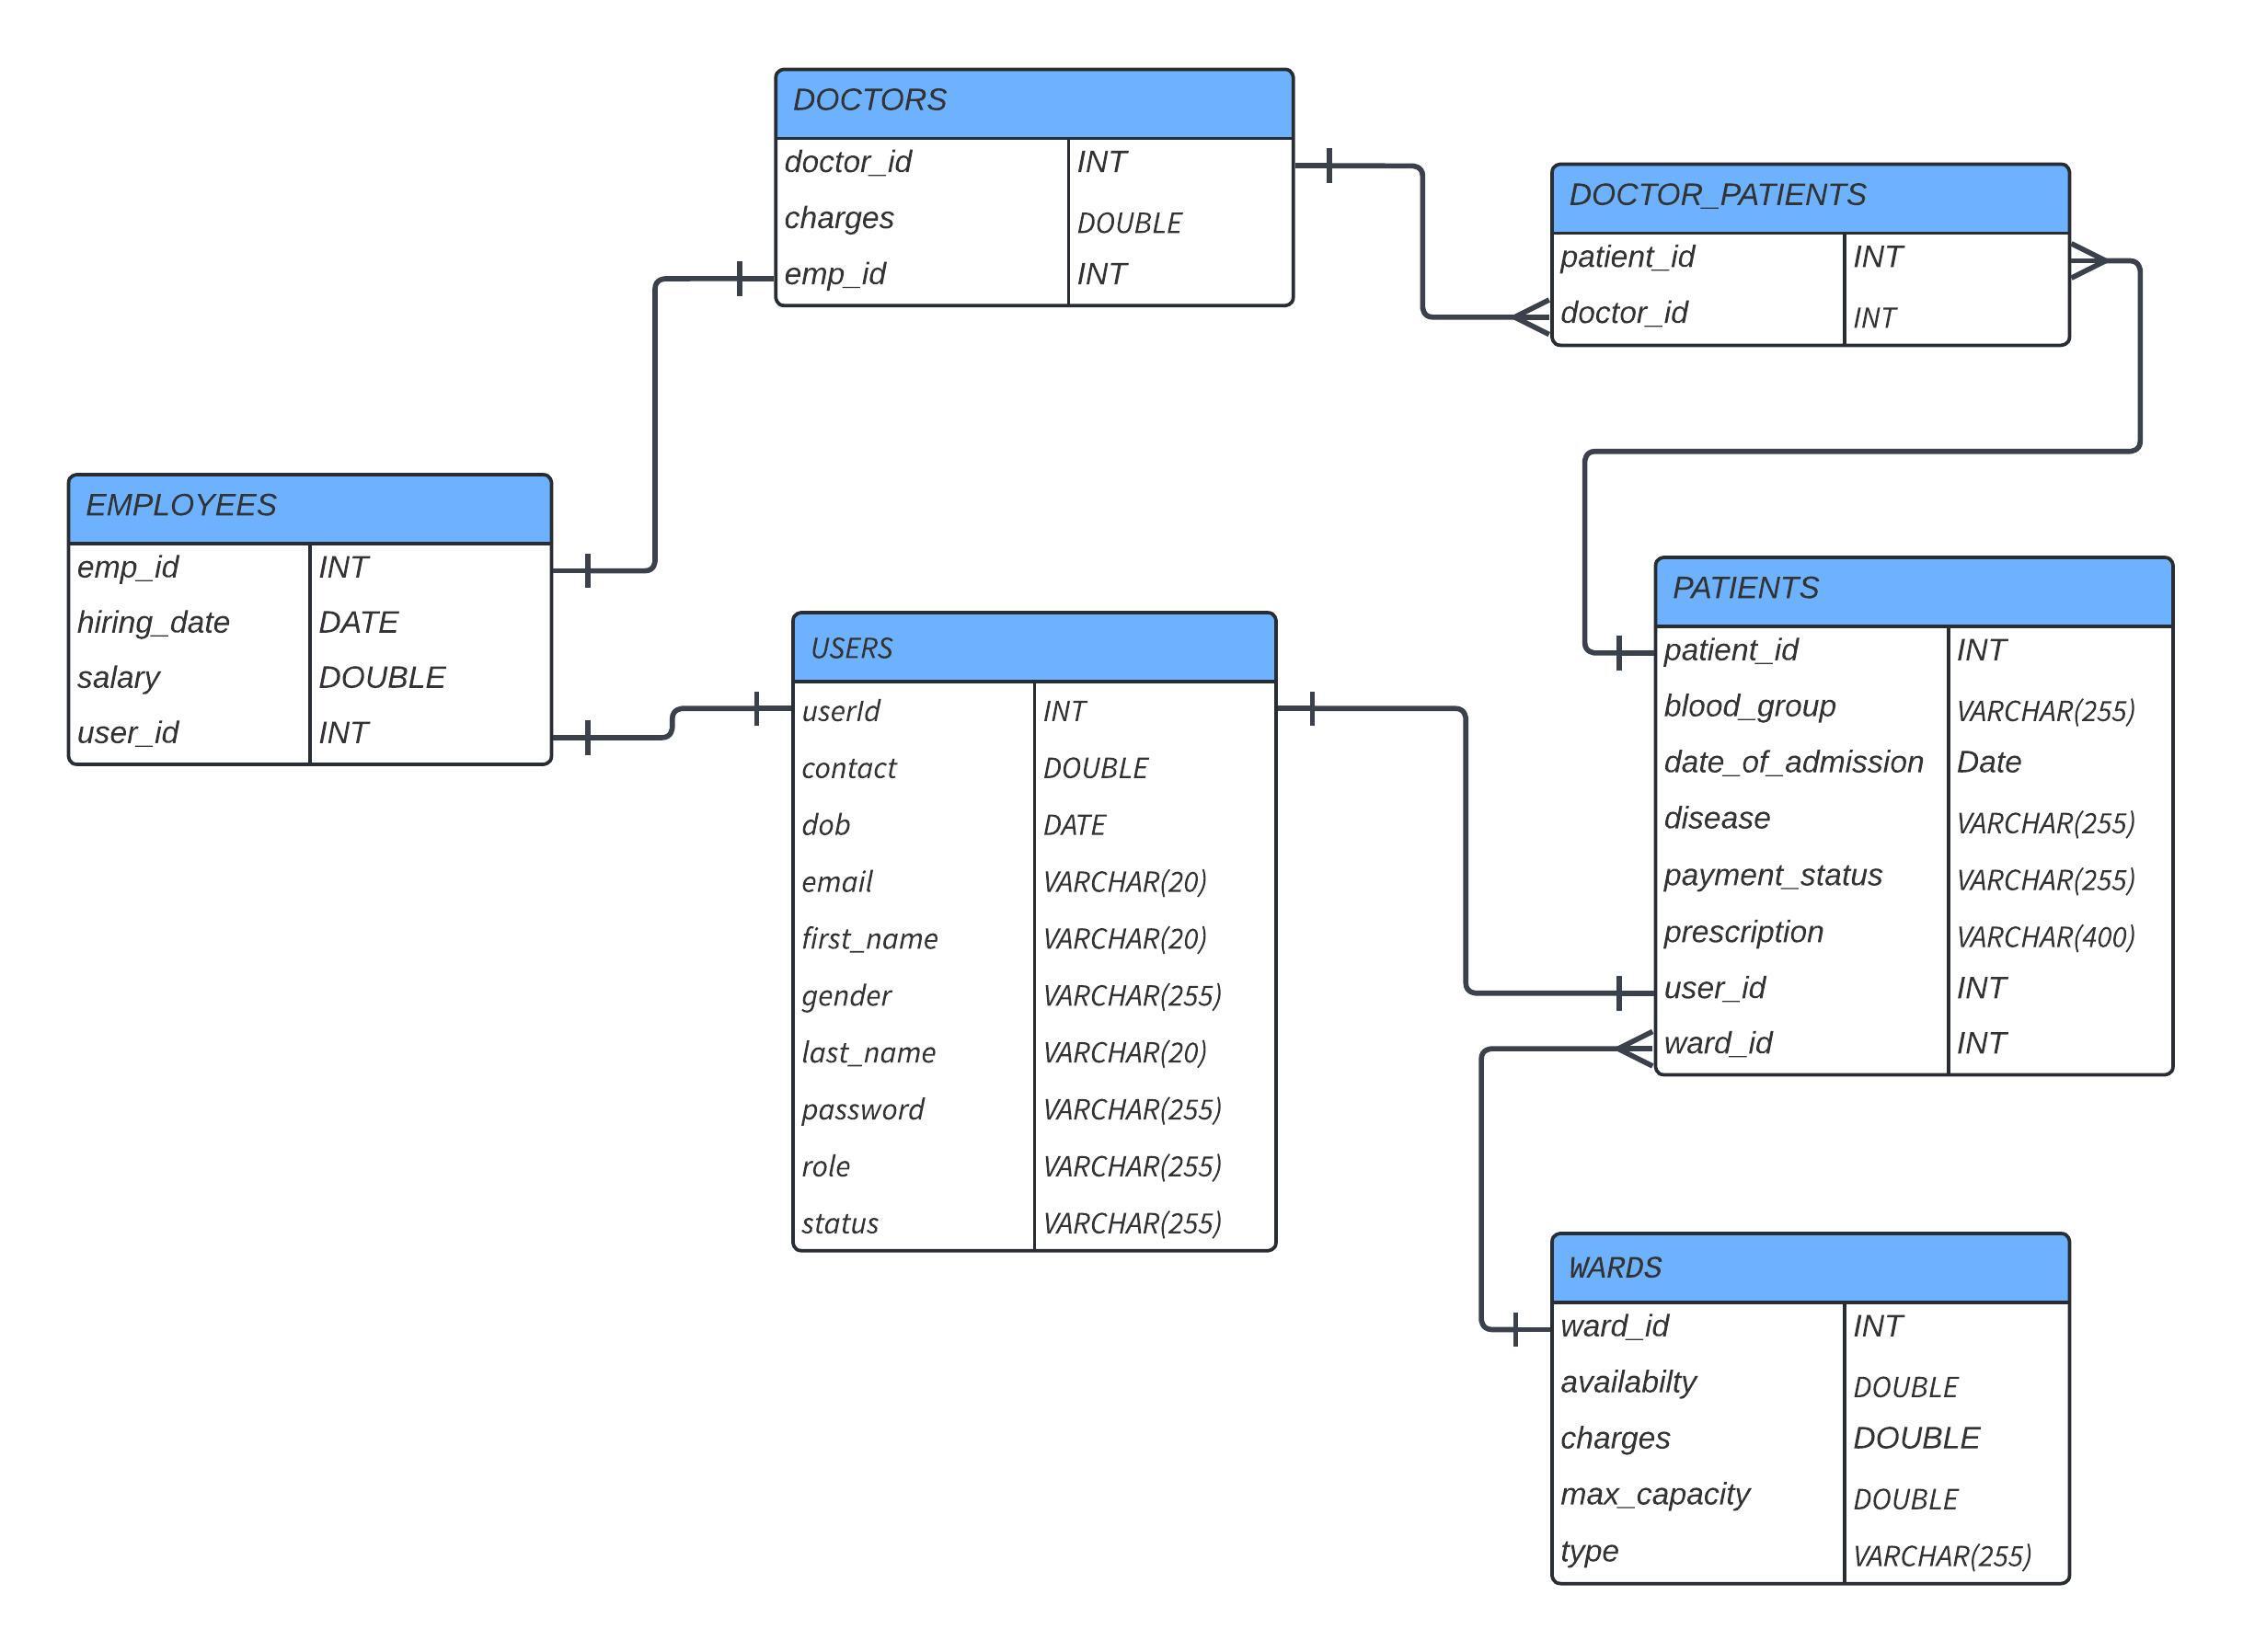 DOCTORS
doctor_id INT
charges DOUBLE
emp_id INT
DOCTOR_PATIENTS
patient_id INT
doctor_id INT
EMPLOYEES
emp_id INT
hiring_date DATE
salary DOUBLE
user_id INT
USERS
userId INT
contact DOUBLE
dob DATE
email VARCHAR(20)
first_name VARCHAR(20)
gender VARCHAR(255)
last_name VARCHAR(20)
password VARCHAR(255)
role VARCHAR(255)
status VARCHAR(255)
PATIENTS
patient_id INT
blood_group VARCHAR(255)
date_of_admission Date
disease VARCHAR(255)
payment_status VARCHAR(255)
prescription VARCHAR(400)
user_id INT
ward_id INT
WARDS
ward_id INT
availabilty DOUBLE
charges DOUBLE
max_capacity DOUBLE
type VARCHAR(255)